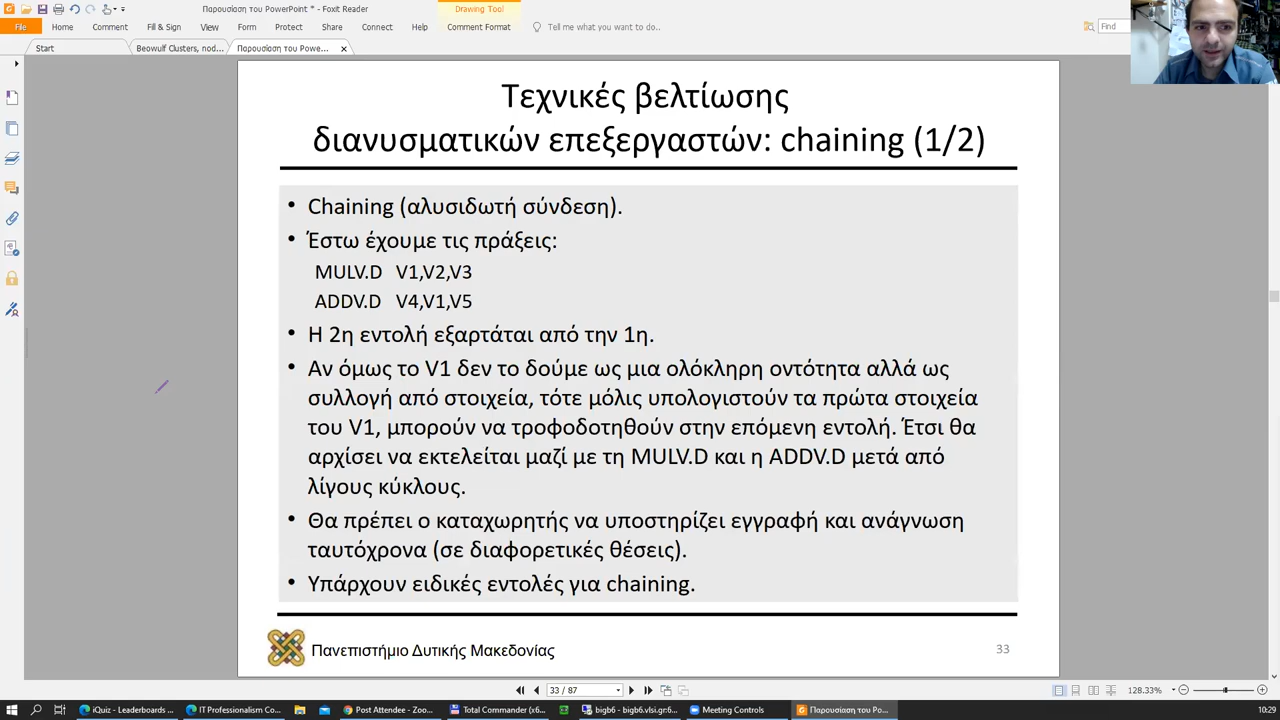 Παρουσίαση του PowerPoint * - Foxit Reader
Drawing Tool
File Home Comment Fill & Sign View Form Protect Share Connect Help Comment Format Tell me what you want to do.. Find
Start Beowulf Clusters, nod... Παρουσίαση του Powe...
Τεχνικές βελτίωσης
διανυσματικών επεξεργαστών: chaining (1/2)
• Chaining (αλυσιδωτή σύνδεση).
• Έστω έχουμε τις πράξεις:
MULV.D V1,V2,V3
ADDV.D V4,V1,V5
• Η 2η εντολή εξαρτάται από την 1η.
• Αν όμως το V1 δεν το δούμε ως μια ολόκληρη οντότητα αλλά ως
συλλογή από στοιχεία, τότε μόλις υπολογιστούν τα πρώτα στοιχεία
του V1, μπορούν να τροφοδοτηθούν στην επόμενη εντολή. Έτσι θα
αρχίσει να εκτελείται μαζί με τη MULV.D και η ADDV.D μετά από
λίγους κύκλους.
• Θα πρέπει ο καταχωρητής να υποστηρίζει εγγραφή και ανάγνωση
ταυτόχρονα (σε διαφορετικές θέσεις).
• Υπάρχουν ειδικές εντολές για chaining.
Πανεπιστήμιο Δυτικής Μακεδονίας
33
33 / 87
128.33%
iQuiz - Leaderboards ... IT Professionalism Co... Post Attendee - Zoo... Total Commander (x6... bigb6 - bigb6.vlsi.gr:6... Meeting Controls Παρουσίαση του Po... 10:29